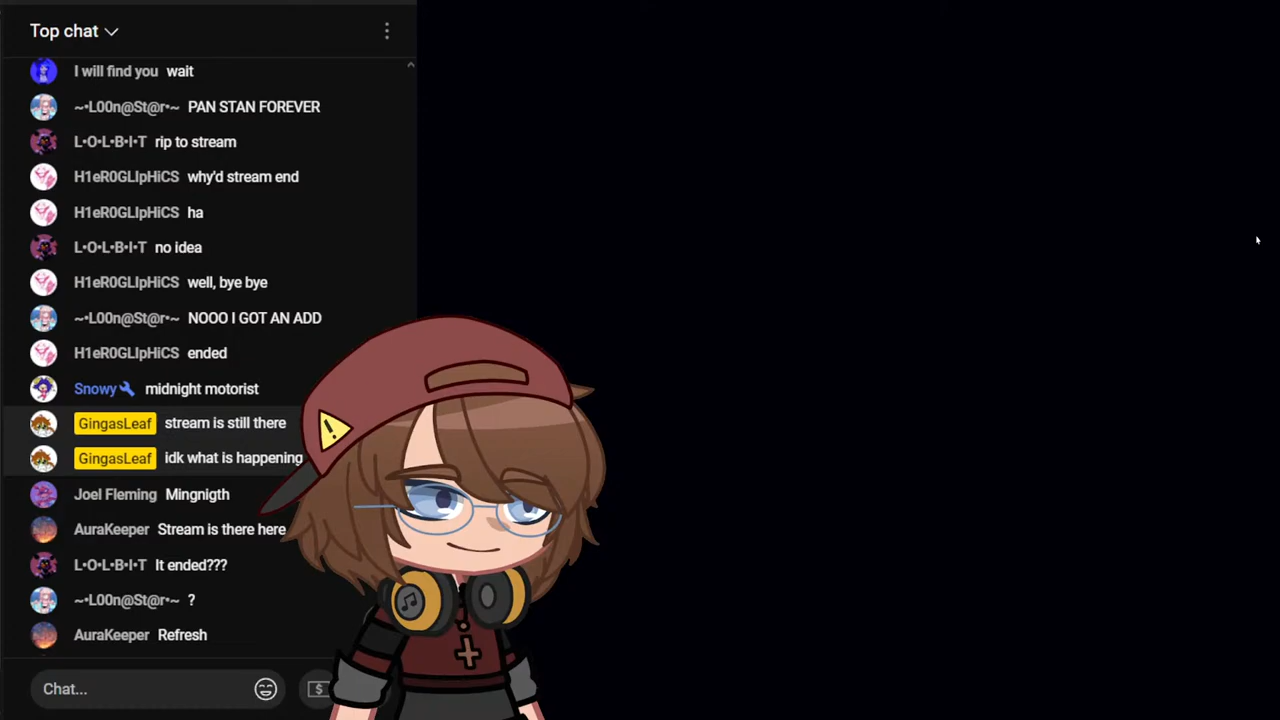 Top chat
I will find you wait
~•L00n@St@r•~ PAN STAN FOREVER
L•O•L•B•I•T rip to stream
H1eR0GLIpHiCS why'd stream end
H1eR0GLIpHiCS ha
L•O•L•B•I•T no idea
H1eR0GLIpHiCS well, bye bye
~•L00n@St@r•~ NOOO I GOT AN ADD
H1eR0GLIpHiCS ended
Snowy midnight motorist
GingasLeaf stream is still there
GingasLeaf idk what is happening
Joel Fleming Mingnigth
AuraKeeper Stream is there here
L•O•L•B•I•T It ended???
~•L00n@St@r•~ ?
AuraKeeper Refresh
Chat...
$
!